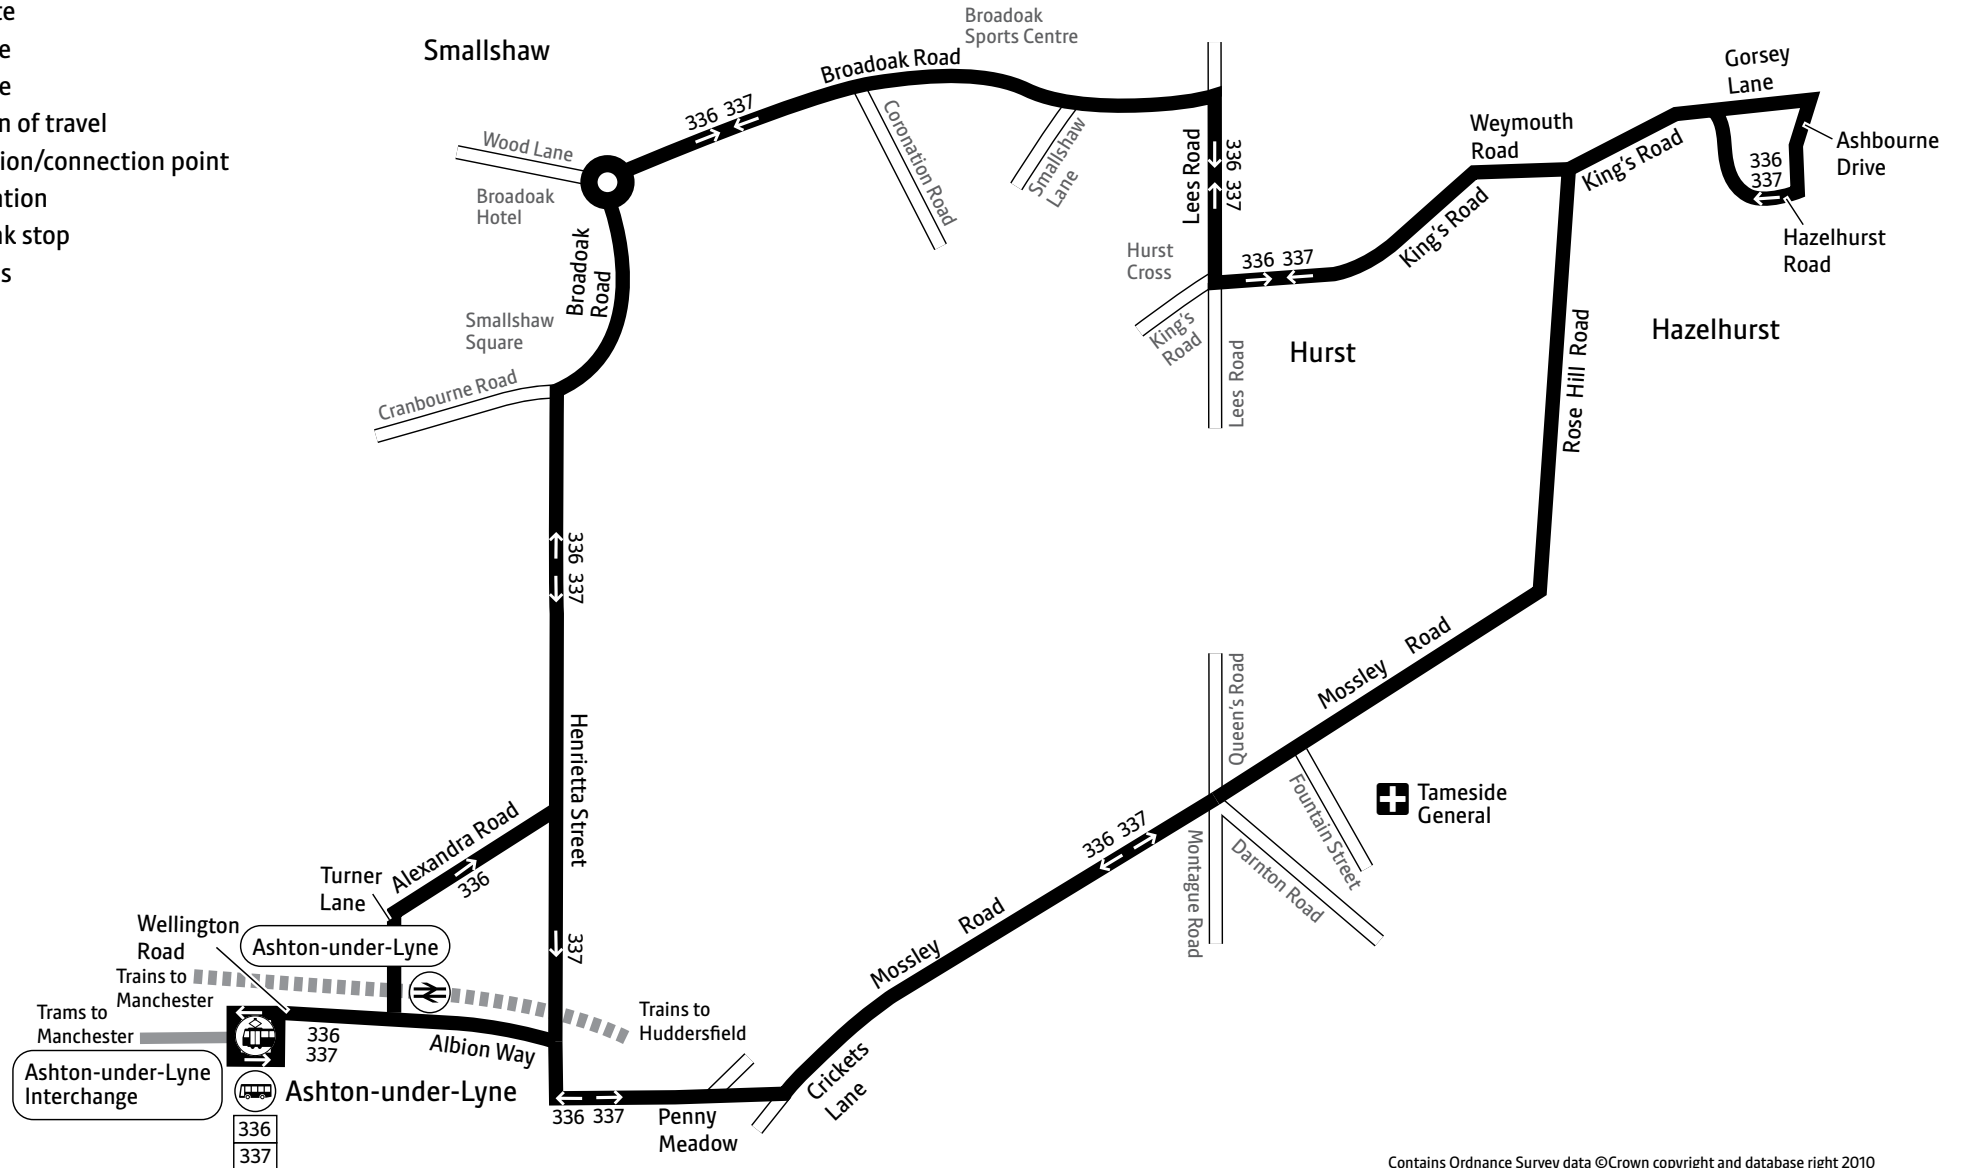 Smallshaw
Broadoak
Sports Centre
Broadoak Road
336 337
Wood Lane
Broadoak
Hotel
Coronation Road
Smallshaw
Lane
Lees Road
336 337
Hurst
Cross
336 337
King's
Road
Lees Road
Hurst
King's Road
Weymouth
Road
King's Road
Gorsey
Lane
Ashbourne
Drive
336
337
Hazelhurst
Road
Hazelhurst
Rose Hill Road
n of travel
ion/connection point
Broadoak
Road
Smallshaw
Square
Cranbourne Road
336 337
Henrietta Street
337
Alexandra Road
336
Turner
Lane
Wellington
Road
Ashton-under-Lyne
Trains to
Manchester
Trams to
Manchester
336
337
Albion Way
Trains to
Huddersfield
Ashton-under-Lyne
Interchange
Ashton-under-Lyne
336
337
336 337
Penny
Meadow
Crickets
Lane
Mossley Road
336 337
Mossley Road
Queen's Road
Montague Road
Darnton Road
Fountain Street
Tameside
General
Contains Ordnance Survey data ©Crown copyright and database right 2010